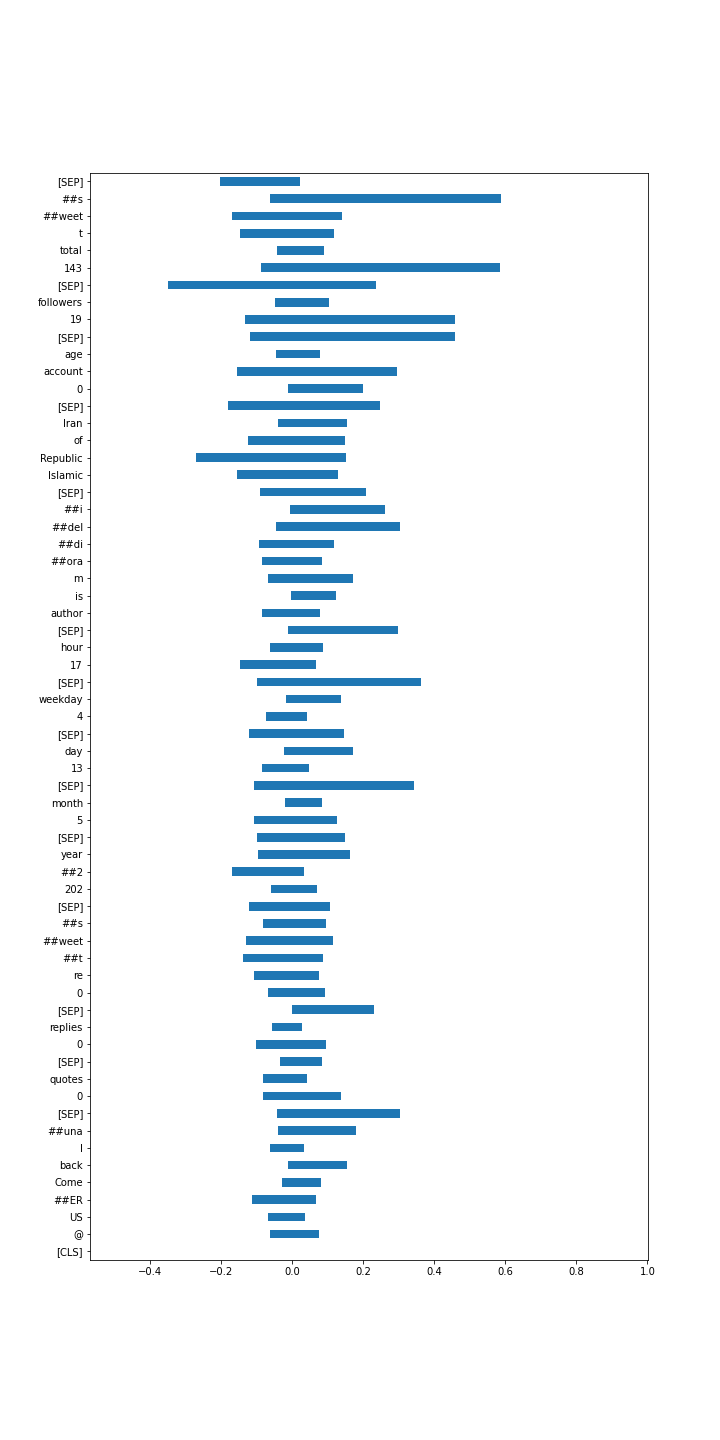 [SEP]
##s
##weet
t
total
143
[SEP]
followers
19
[SEP]
age
account
0
[SEP]
Iran
of
Republic
Islamic
[SEP]
##i
##del
##di
##ora
m
is
author
[SEP]
hour
17
[SEP]
weekday
4
[SEP]
day
13
[SEP]
month
5
[SEP]
year
##2
202
[SEP]
##s
##weet
##t
re
0
[SEP]
replies
0
[SEP]
quotes
0
[SEP]
##una
l
back
Come
##ER
US
@
[CLS]
−0.4 −0.2 0.0 0.2 0.4 0.6 0.8 1.0